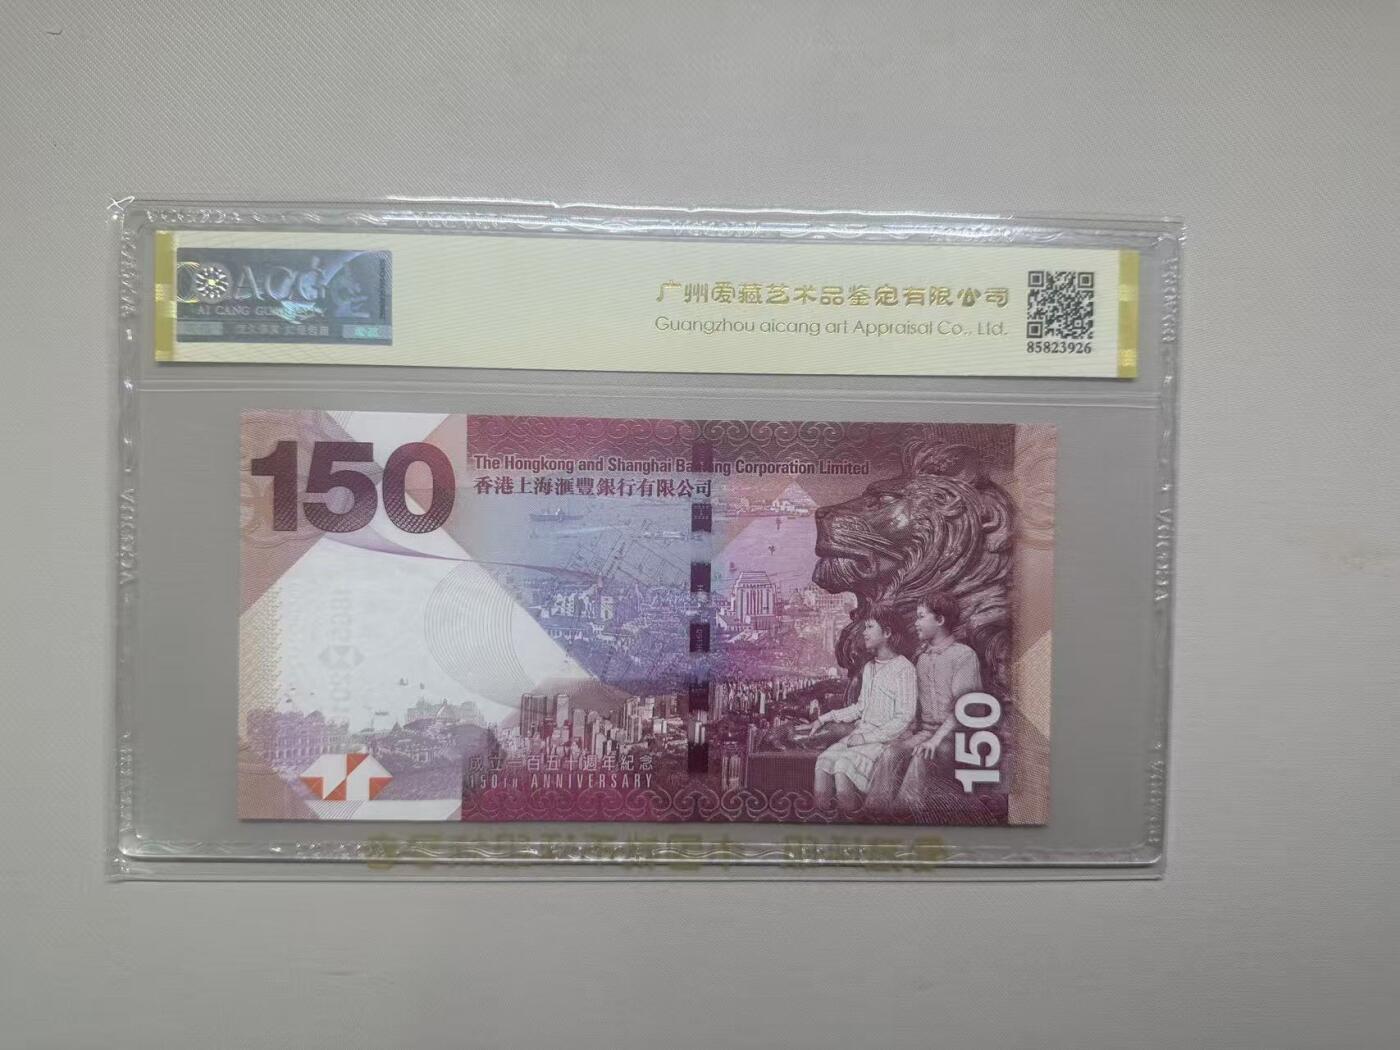 ACG
AI CANG
广州爱藏艺术品鉴定有限公司
Guangzhou aicang art Appraisal Co., Ltd.
85823926
150
The Hongkong and Shanghai Banking Corporation Limited
香港上海滙豐銀行有限公司
成立一百五十週年紀念
150TH ANNIVERSARY
150